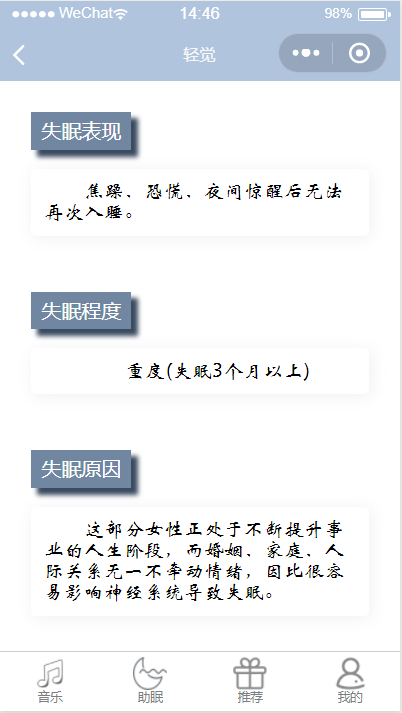 WeChat 14:46 98%
轻觉
失眠表现
焦躁、恐慌、夜间惊醒后无法
再次入睡。
失眠程度
重度(失眠3个月以上)
失眠原因
这部分女性正处于不断提升事
业的人生阶段，而婚姻、家庭、人
际关系无一不牵动情绪，因此很容
易影响神经系统导致失眠。
音乐 助眠 推荐 我的